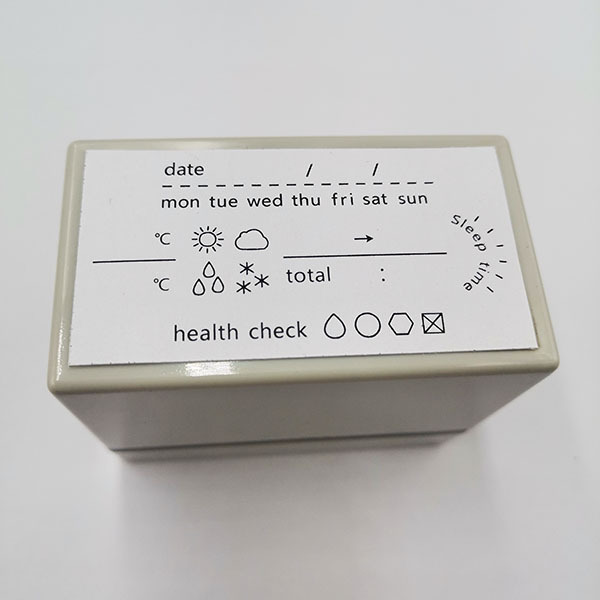 date / /
mon tue wed thu fri sat sun
℃
→
Sleep time
℃
total :
health check